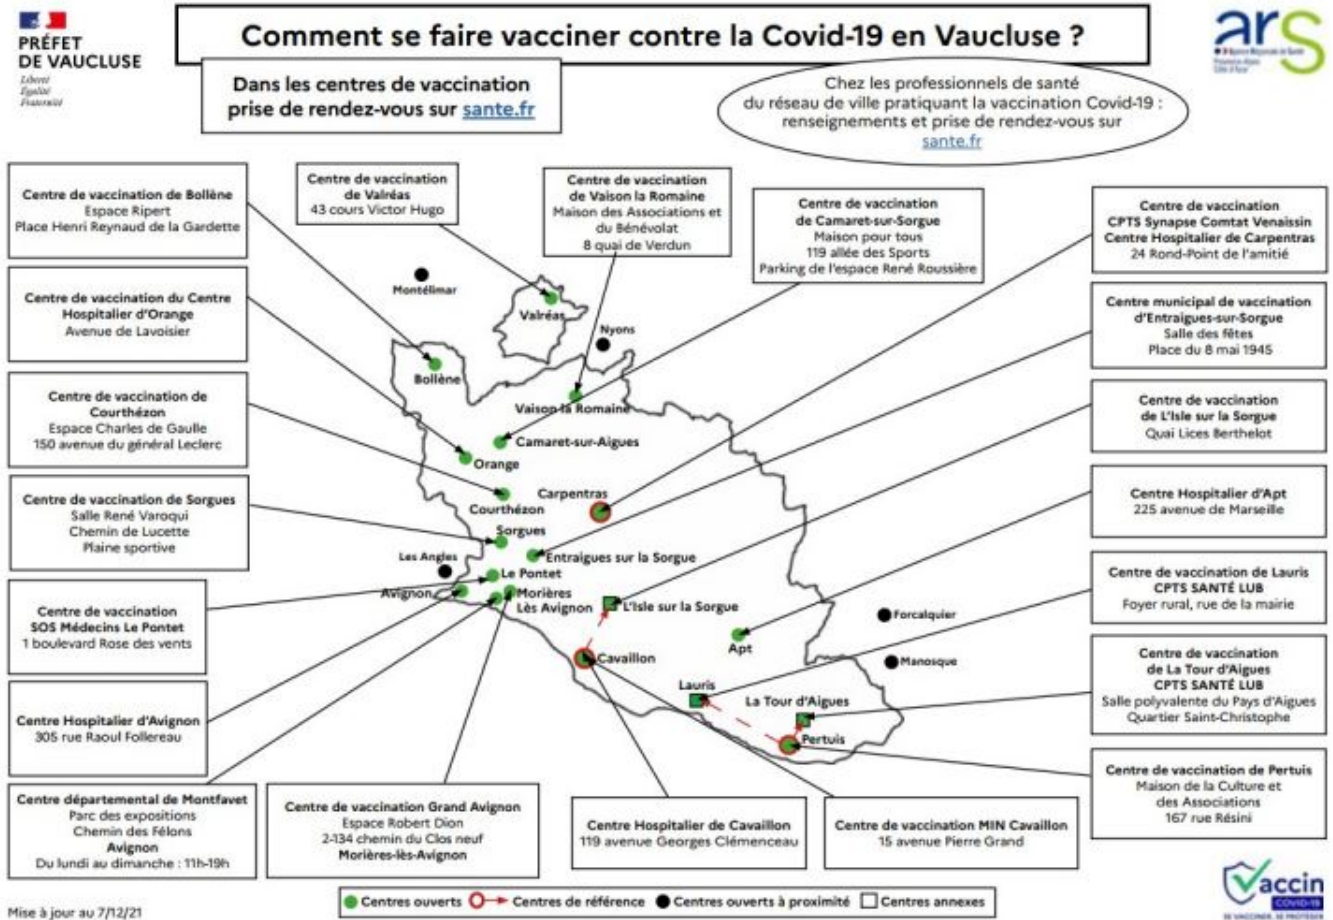 PRÉFET
DE VAUCLUSE
Liberté
Égalité
Fraternité
Comment se faire vacciner contre la Covid-19 en Vaucluse ?
ars
Dans les centres de vaccination
prise de rendez-vous sur sante.fr
Chez les professionnels de santé
du réseau de ville pratiquant la vaccination Covid-19 :
renseignements et prise de rendez-vous sur
sante.fr
Centre de vaccination de Bollène
Espace Ripert
Place Henri Reynaud de la Gardette
Centre de vaccination
de Valréas
43 cours Victor Hugo
Centre de vaccination
de Vaison la Romaine
Maison des Associations et
du Bénévolat
8 quai de Verdun
Centre de vaccination
de Camaret-sur-Sorgue
Maison pour tous
119 allée des Sports
Parking de l'espace René Roussière
Centre de vaccination
CPTS Synapse Comtat Venaissin
Centre Hospitalier de Carpentras
24 Rond-Point de l'amitié
Centre de vaccination du Centre
Hospitalier d'Orange
Avenue de Lavoisier
Centre municipal de vaccination
d'Entraigues-sur-Sorgue
Salle des fêtes
Place du 8 mai 1945
Centre de vaccination de
Courthézon
Espace Charles de Gaulle
150 avenue du général Leclerc
Centre de vaccination
de L'Isle sur la Sorgue
Quai Lices Berthelot
Centre de vaccination de Sorgues
Salle René Varoqui
Chemin de Lucette
Plaine sportive
Centre Hospitalier d'Apt
225 avenue de Marseille
Centre de vaccination
SOS Médecins Le Pontet
1 boulevard Rose des vents
Centre de vaccination de Lauris
CPTS SANTÉ LUB
Foyer rural, rue de la mairie
Centre Hospitalier d'Avignon
305 rue Raoul Follereau
Centre de vaccination
de La Tour d'Aigues
CPTS SANTÉ LUB
Salle polyvalente du Pays d'Aigues
Quartier Saint-Christophe
Centre départemental de Montfavet
Parc des expositions
Chemin des Félons
Avignon
Du lundi au dimanche : 11h-19h
Centre de vaccination Grand Avignon
Espace Robert Dion
2-134 chemin du Clos neuf
Morières-lès-Avignon
Centre Hospitalier de Cavaillon
119 avenue Georges Clémenceau
Centre de vaccination MIN Cavaillon
15 avenue Pierre Grand
Centre de vaccination de Pertuis
Maison de la Culture et
des Associations
167 rue Résini
Montélimar
Valréas
Nyons
Bollène
Vaison la Romaine
Camaret-sur-Aigues
Orange
Carpentras
Courthézon
Sorgues
Entraigues sur la Sorgue
Les Angles
Le Pontet
Avignon
Morières
Lès Avignon
L'Isle sur la Sorgue
Forcalquier
Apt
Cavaillon
Manosque
Lauris
La Tour d'Aigues
Pertuis
Centres ouverts
Centres de référence
Centres ouverts à proximité
Centres annexes
Mise à jour au 7/12/21
Vaccin
COVID-19
SE VACCINER, SE PROTÉGER